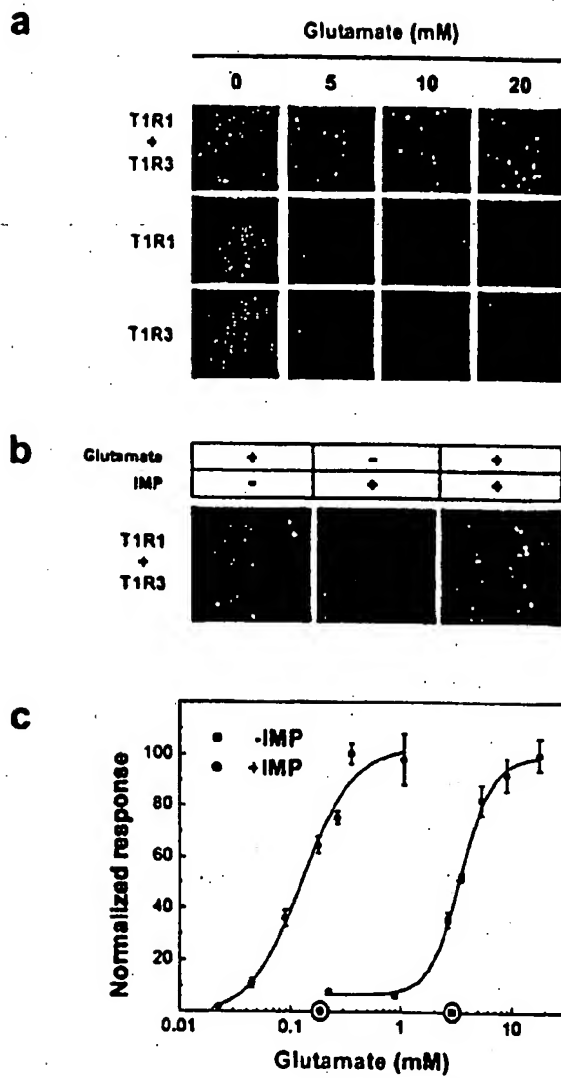 a
Glutamate (mM)
0 5 10 20
T1R1
+
T1R3
T1R1
T1R3
b
Glutamate + - +
IMP - + +
T1R1
+
T1R3
c
-IMP
+IMP
100
80
60
40
20
Normalized response
0.01 0.1 1 10
Glutamate (mM)